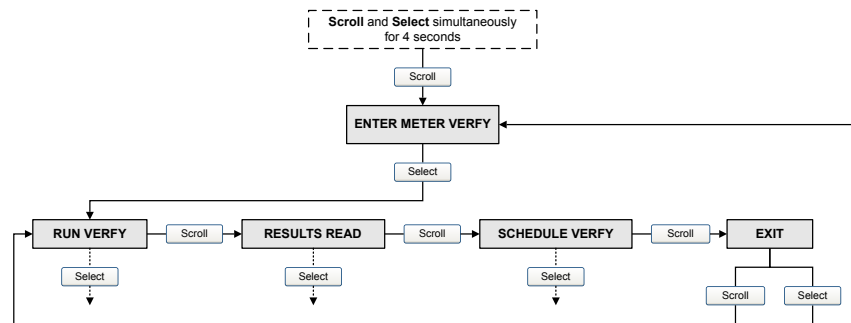 Scroll and Select simultaneously
for 4 seconds
Scroll
ENTER METER VERFY
Select
RUN VERFY
Scroll
RESULTS READ
Scroll
SCHEDULE VERFY
Scroll
EXIT
Select
Select
Select
Scroll
Select